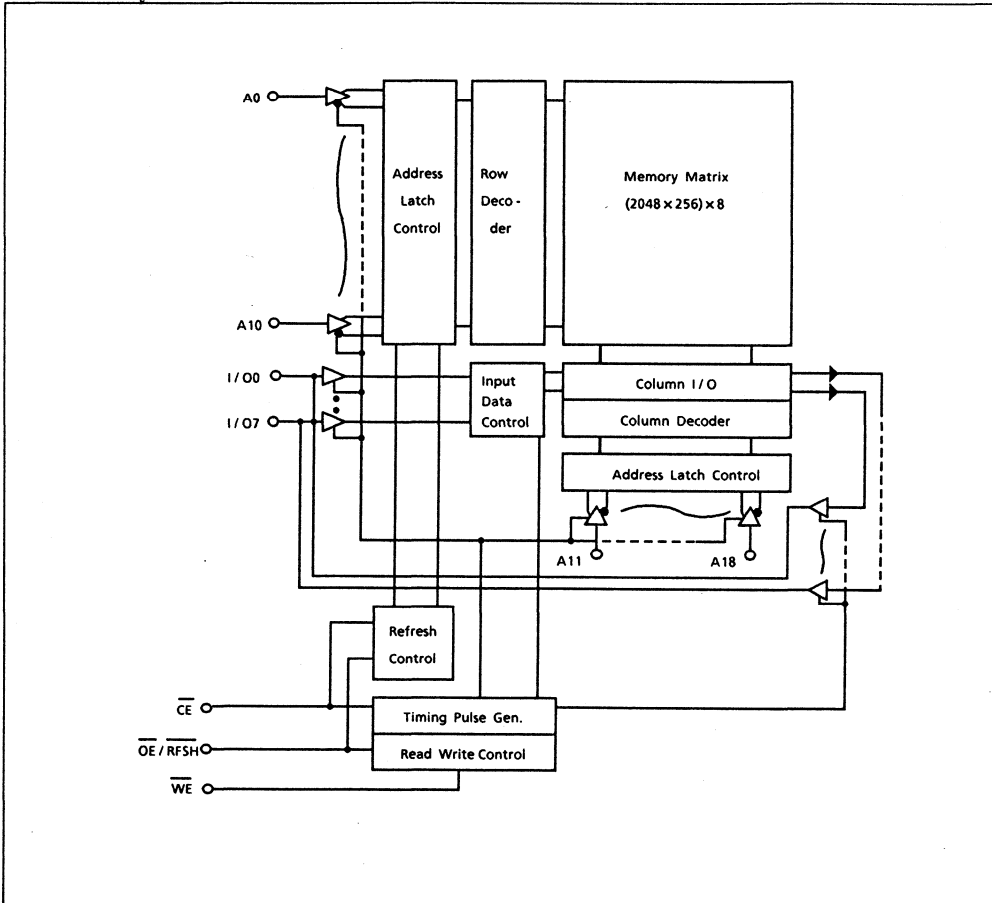 A0
Address
Latch
Control
Row
Deco -
der
Memory Matrix
(2048 × 256) × 8
A10
I / O0
I / O7
Input
Data
Control
Column I / O
Column Decoder
Address Latch Control
A11
A18
Refresh
Control
CE
OE / RFSH
WE
Timing Pulse Gen.
Read Write Control